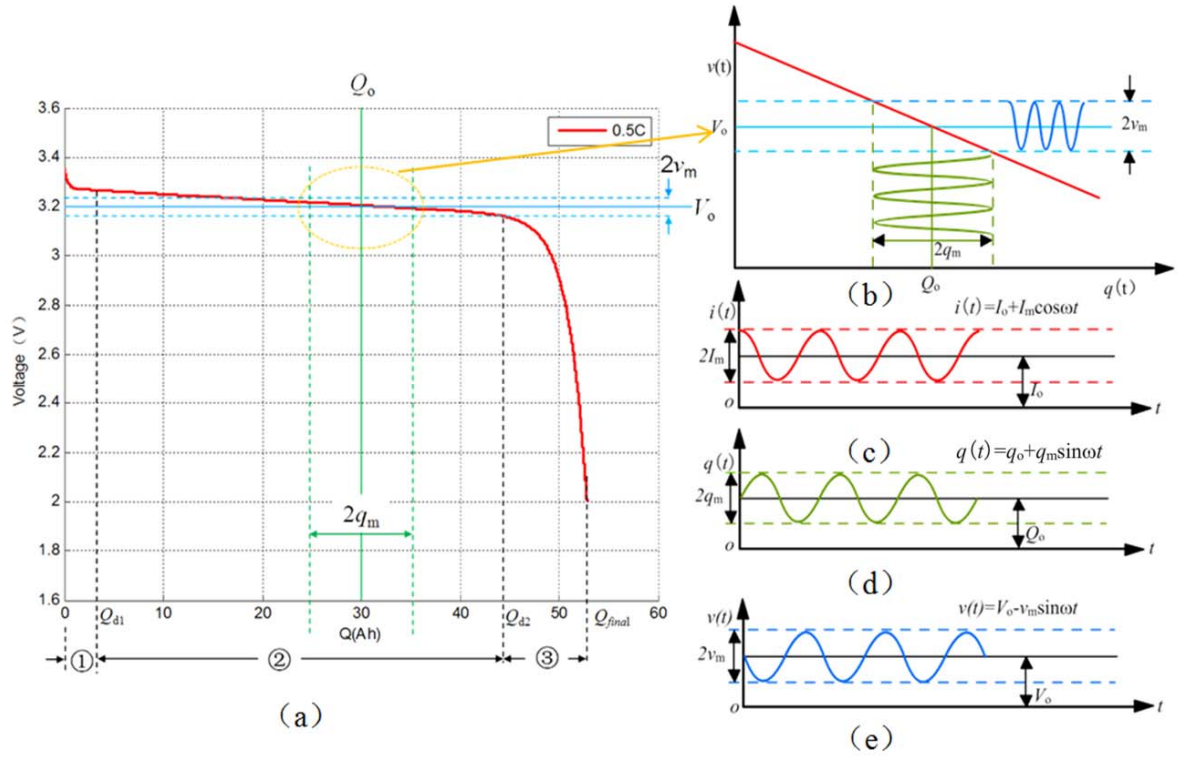 Qo
3.6
3.4
3.2
3
2.8
2.6
2.4
2.2
2
1.8
1.6
Voltage (V)
0.5C
2vm
Vo
2qm
0
10
20
30
40
50
60
Qd1
Qd2
Qfinal
Q(Ah)
①
②
③
(a)
v(t)
Vo
2vm
2qm
Qo
q(t)
(b)
i(t)
i(t)=Io+Imcosωt
2Im
Io
o
t
(c)
q(t)
q(t)=qo+qmsinωt
2qm
Qo
o
t
(d)
v(t)
v(t)=Vo-vmsinωt
2vm
Vo
o
t
(e)